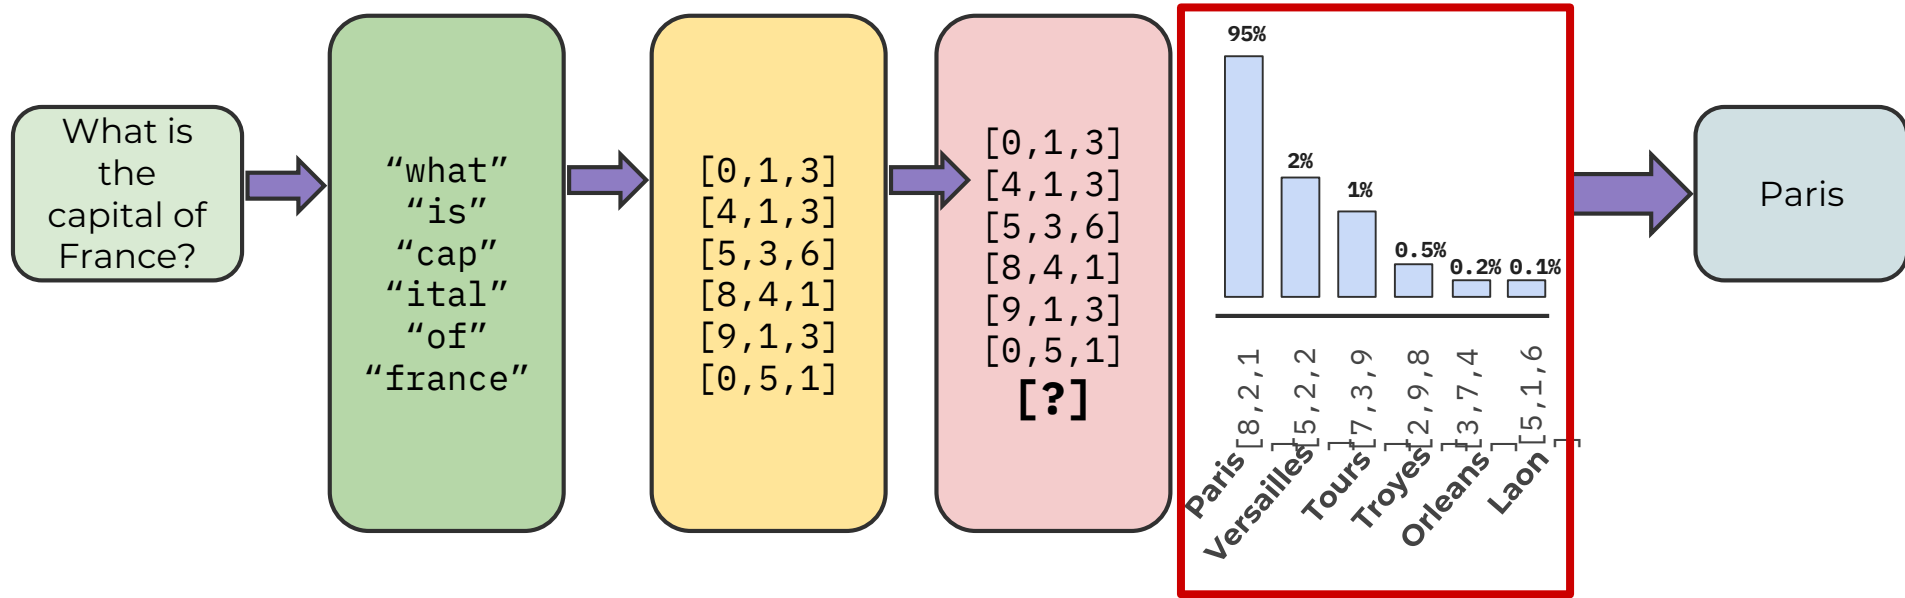 What is
the
capital of
France?
“what”
“is”
“cap”
“ital”
“of”
“france”
[0,1,3]
[4,1,3]
[5,3,6]
[8,4,1]
[9,1,3]
[0,5,1]
[0,1,3]
[4,1,3]
[5,3,6]
[8,4,1]
[9,1,3]
[0,5,1]
[?]
95%
2%
1%
0.5%
0.2%
0.1%
[8,2,1]
[5,2,2]
[7,3,9]
[2,9,8]
[3,7,4]
[5,1,6]
Paris
Versailles
Tours
Troyes
Orleans
Laon
Paris